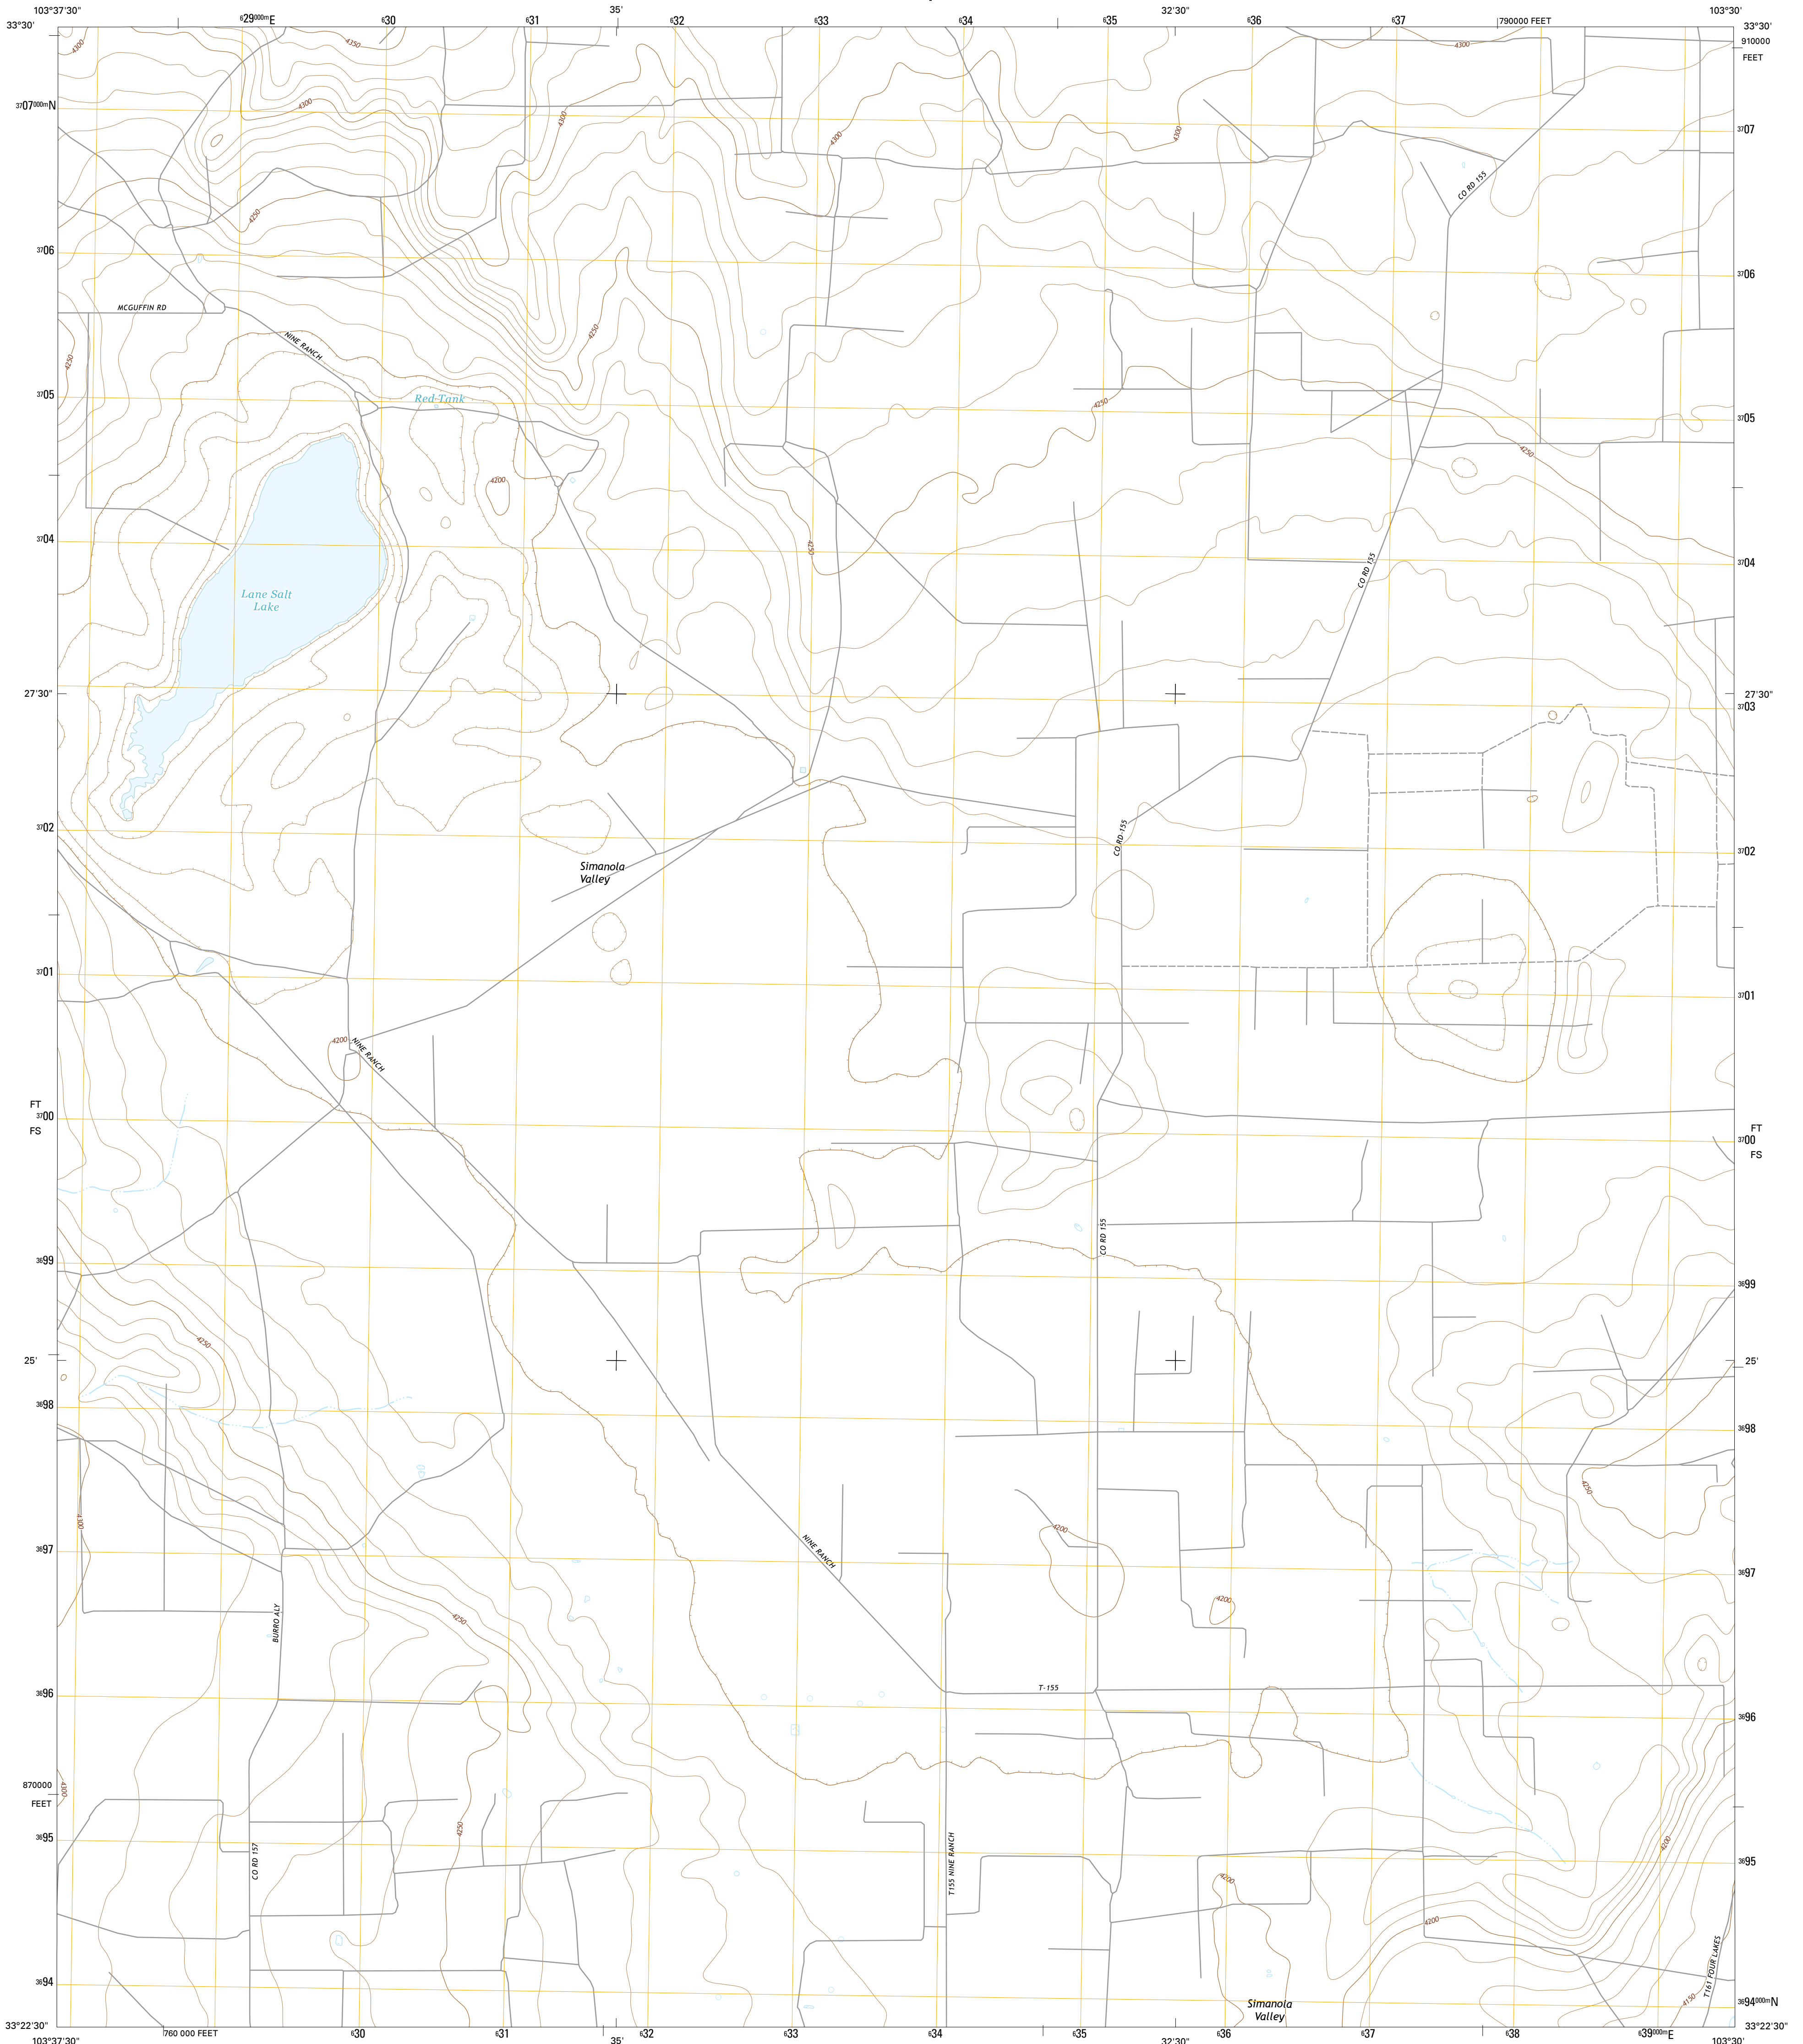 103°37'30"
⁶29⁰⁰⁰ᵐE
⁶30
⁶31
35'
⁶32
⁶33
⁶34
⁶35
32'30"
⁶36
⁶37
790000 FEET
103°30'
33°30'
33°30'
910000
FEET
4300
4350
4300
4300
³⁷07⁰⁰⁰ᵐN
4300
4300
4300
³⁷07
CO RD 155
4250
³⁷06
³⁷06
MCGUFFIN RD
NINE RANCH
4250
4250
³⁷05
Red Tank
4250
³⁷05
4250
4200
³⁷04
4250
³⁷04
CO RD 155
Lane Salt
Lake
27'30"
27'30"
³⁷03
³⁷02
CO RD 155
³⁷02
Simanola
Valley
³⁷01
³⁷01
4200
NINE RANCH
FT
³⁷00
FS
FT
³⁷00
FS
CO RD 155
³⁶99
³⁶99
4250
25'
25'
³⁶98
³⁶98
4250
4300
4200
NINE RANCH
³⁶97
³⁶97
4250
4200
BURRO ALY
T-155
³⁶96
³⁶96
870000
FEET
4300
4250
³⁶95
CO RD 157
T155 NINE RANCH
4200
³⁶95
4200
4200
T161 FOUR LAKES
³⁶94
Simanola
Valley
4150
³⁶94⁰⁰⁰ᵐN
33°22'30"
33°22'30"
103°37'30"
760 000 FEET
⁶30
⁶31
35'
⁶32
⁶33
⁶34
⁶35
32'30"
⁶36
⁶37
⁶38
⁶39⁰⁰⁰ᵐE
103°30'